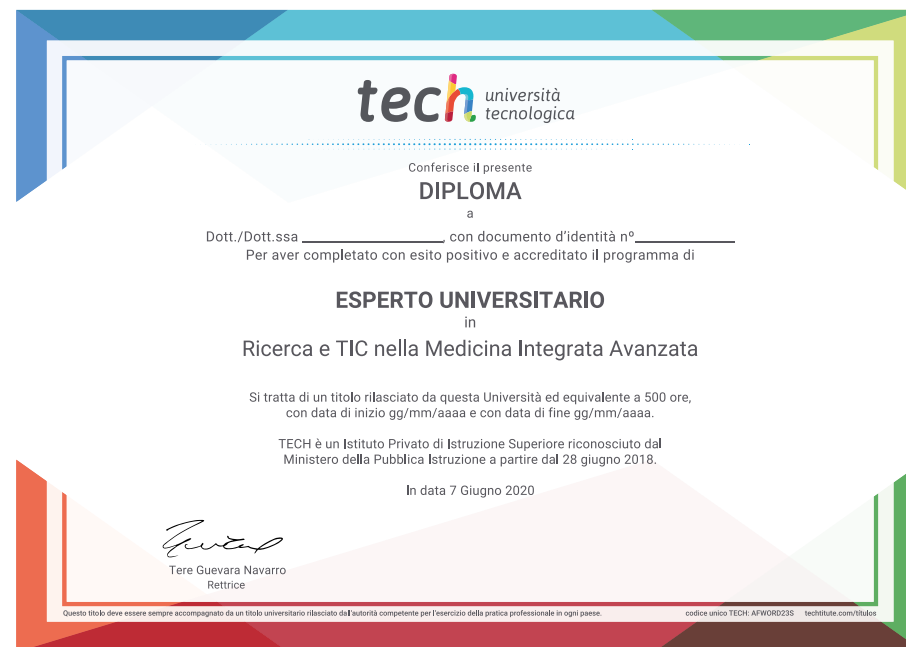 tech università
tecnologica
Conferisce il presente
DIPLOMA
a
Dott./Dott.ssa ____________________, con documento d'identità nº______________
Per aver completato con esito positivo e accreditato il programma di
ESPERTO UNIVERSITARIO
in
Ricerca e TIC nella Medicina Integrata Avanzata
Si tratta di un titolo rilasciato da questa Università ed equivalente a 500 ore,
con data di inizio gg/mm/aaaa e con data di fine gg/mm/aaaa.
TECH è un Istituto Privato di Istruzione Superiore riconosciuto dal
Ministero della Pubblica Istruzione a partire dal 28 giugno 2018.
In data 7 Giugno 2020
Tere Guevara Navarro
Rettrice
Questo titolo deve essere sempre accompagnato da un titolo universitario rilasciato dall'autorità competente per l'esercizio della pratica professionale in ogni paese. codice unico TECH: AFWORD23S techtitute.com/titulos